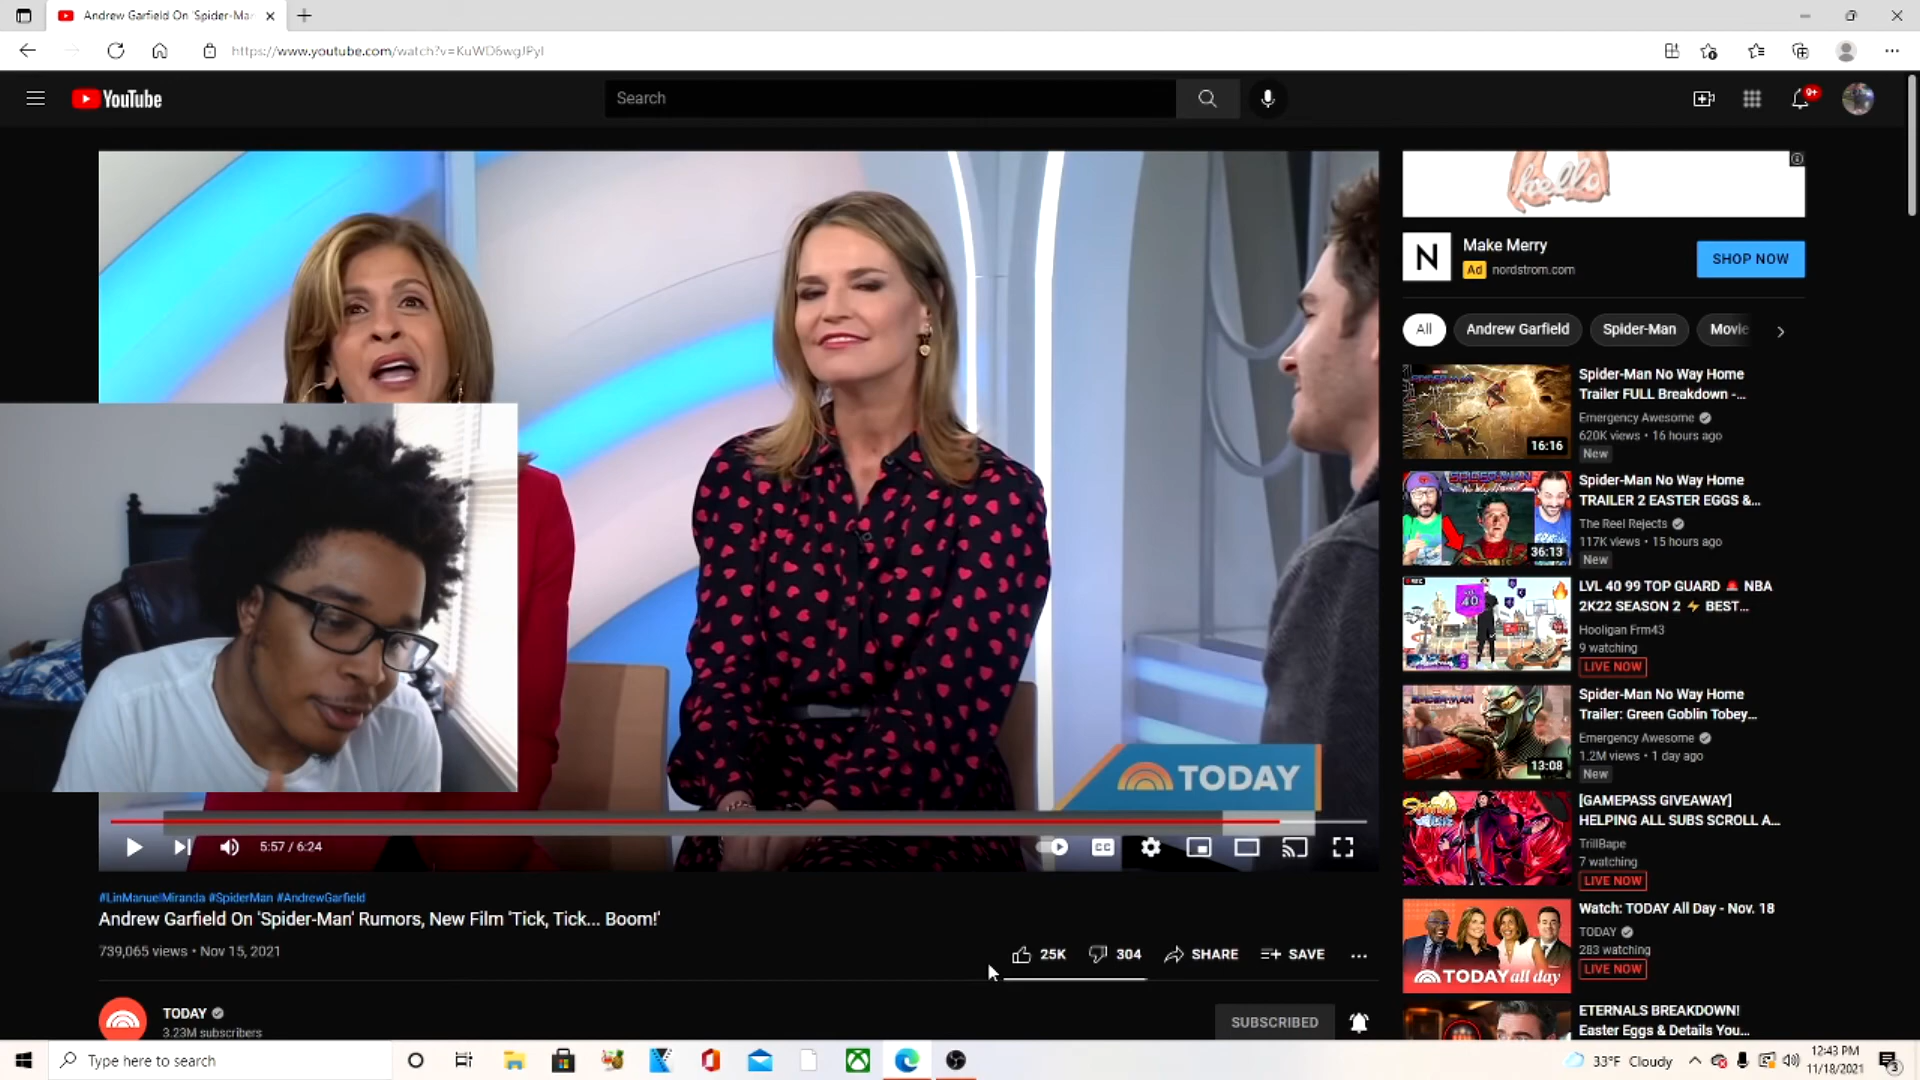 Andrew Garfield On 'Spider-Ma
https://www.youtube.com/watch?v=KuWD6wgJPyI
YouTube
Search
9+
hello
N
Make Merry
Ad nordstrom.com
SHOP NOW
All
Andrew Garfield
Spider-Man
Movie
Spider-Man No Way Home
Trailer FULL Breakdown -...
Emergency Awesome
620K views • 16 hours ago
New
16:16
Spider-Man No Way Home
TRAILER 2 EASTER EGGS &...
The Reel Rejects
117K views • 15 hours ago
New
36:13
LVL 40 99 TOP GUARD 🚨 NBA
2K22 SEASON 2 ⚡ BEST...
Hooligan Frm43
9 watching
LIVE NOW
40
Spider-Man No Way Home
Trailer: Green Goblin Tobey...
Emergency Awesome
1.2M views • 1 day ago
New
13:08
[GAMEPASS GIVEAWAY]
HELPING ALL SUBS SCROLL A...
TrillBape
7 watching
LIVE NOW
Watch: TODAY All Day - Nov. 18
TODAY
283 watching
LIVE NOW
TODAY all day
ETERNALS BREAKDOWN!
Easter Eggs & Details You...
TODAY
5:57 / 6:24
CC
#LinManuelMiranda #SpiderMan #AndrewGarfield
Andrew Garfield On 'Spider-Man' Rumors, New Film 'Tick, Tick... Boom!'
739,065 views • Nov 15, 2021
25K
304
SHARE
SAVE
TODAY
3.23M subscribers
SUBSCRIBED
Type here to search
33°F Cloudy
12:43 PM
11/18/2021
3